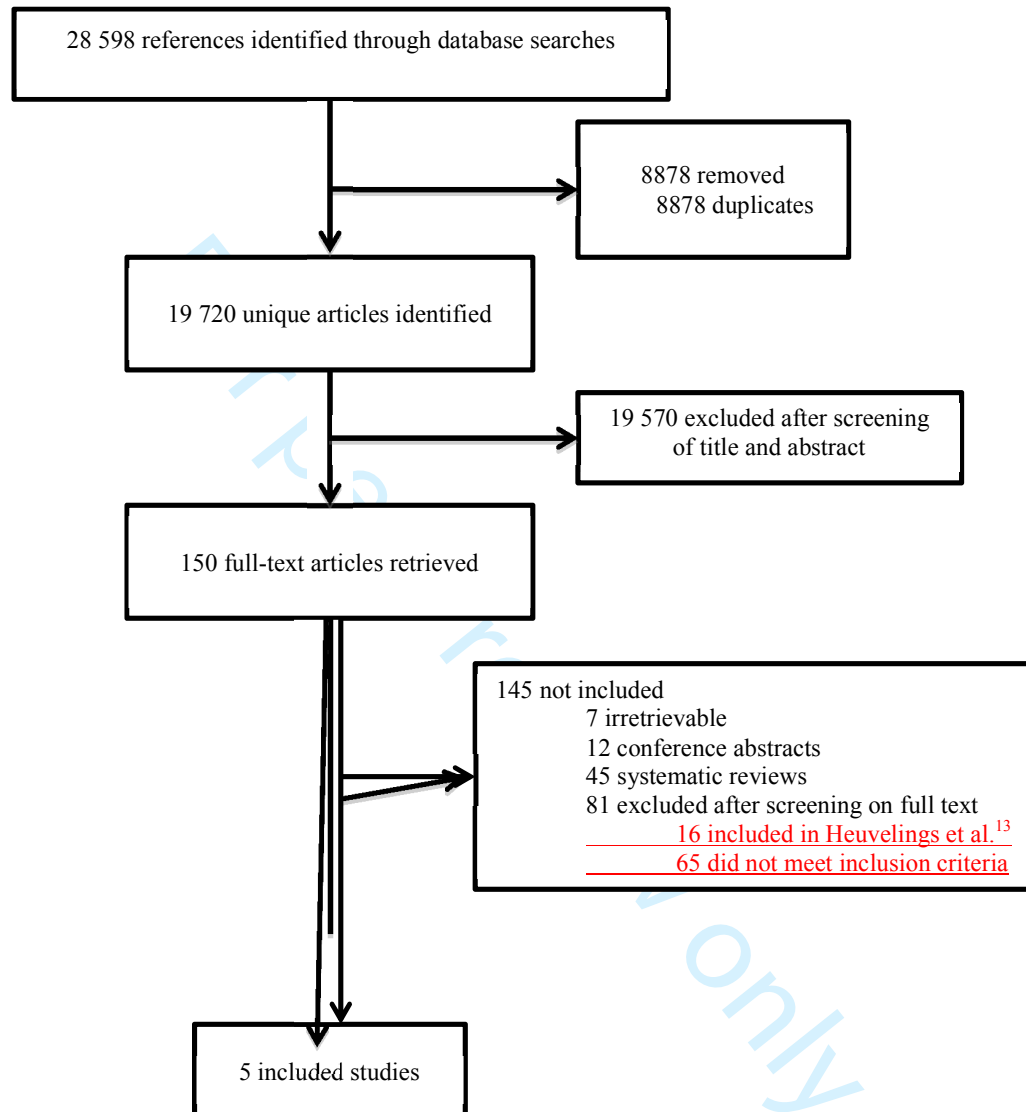 28 598 references identified through database searches
8878 removed
8878 duplicates
19 720 unique articles identified
19 570 excluded after screening
of title and abstract
150 full-text articles retrieved
145 not included
7 irretrievable
12 conference abstracts
45 systematic reviews
81 excluded after screening on full text
16 included in Heuvelings et al.13
65 did not meet inclusion criteria
5 included studies
only